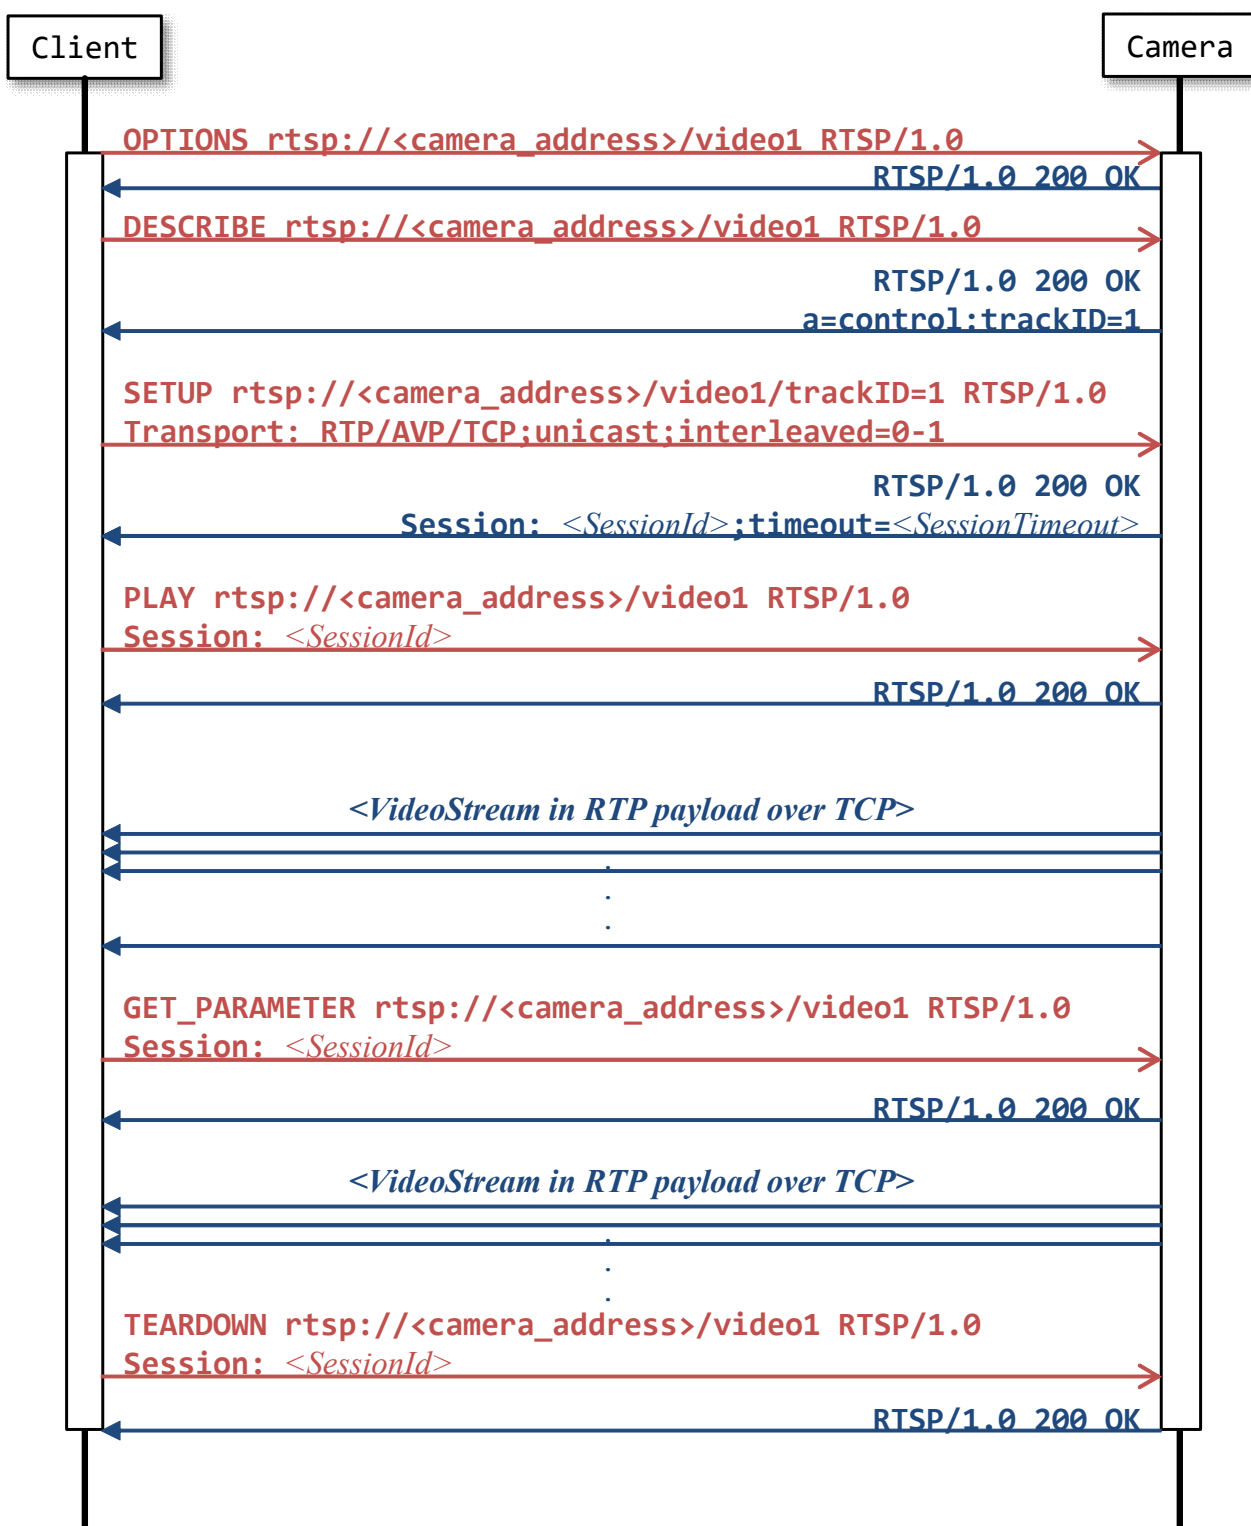 Client
Camera
OPTIONS rtsp://<camera_address>/video1 RTSP/1.0
RTSP/1.0 200 OK
DESCRIBE rtsp://<camera_address>/video1 RTSP/1.0
RTSP/1.0 200 OK
a=control:trackID=1
SETUP rtsp://<camera_address>/video1/trackID=1 RTSP/1.0
Transport: RTP/AVP/TCP;unicast;interleaved=0-1
RTSP/1.0 200 OK
Session: <SessionId>;timeout=<SessionTimeout>
PLAY rtsp://<camera_address>/video1 RTSP/1.0
Session: <SessionId>
RTSP/1.0 200 OK
<VideoStream in RTP payload over TCP>
.
.
.
GET_PARAMETER rtsp://<camera_address>/video1 RTSP/1.0
Session: <SessionId>
RTSP/1.0 200 OK
<VideoStream in RTP payload over TCP>
.
.
.
TEARDOWN rtsp://<camera_address>/video1 RTSP/1.0
Session: <SessionId>
RTSP/1.0 200 OK